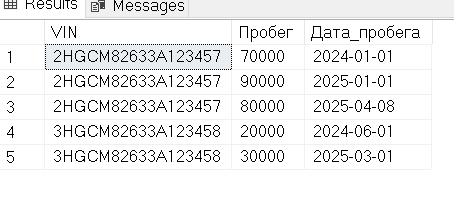 Results Messages
VIN Пробег Дата_пробега
1 2HGCM82633A123457 70000 2024-01-01
2 2HGCM82633A123457 90000 2025-01-01
3 2HGCM82633A123457 80000 2025-04-08
4 3HGCM82633A123458 20000 2024-06-01
5 3HGCM82633A123458 30000 2025-03-01